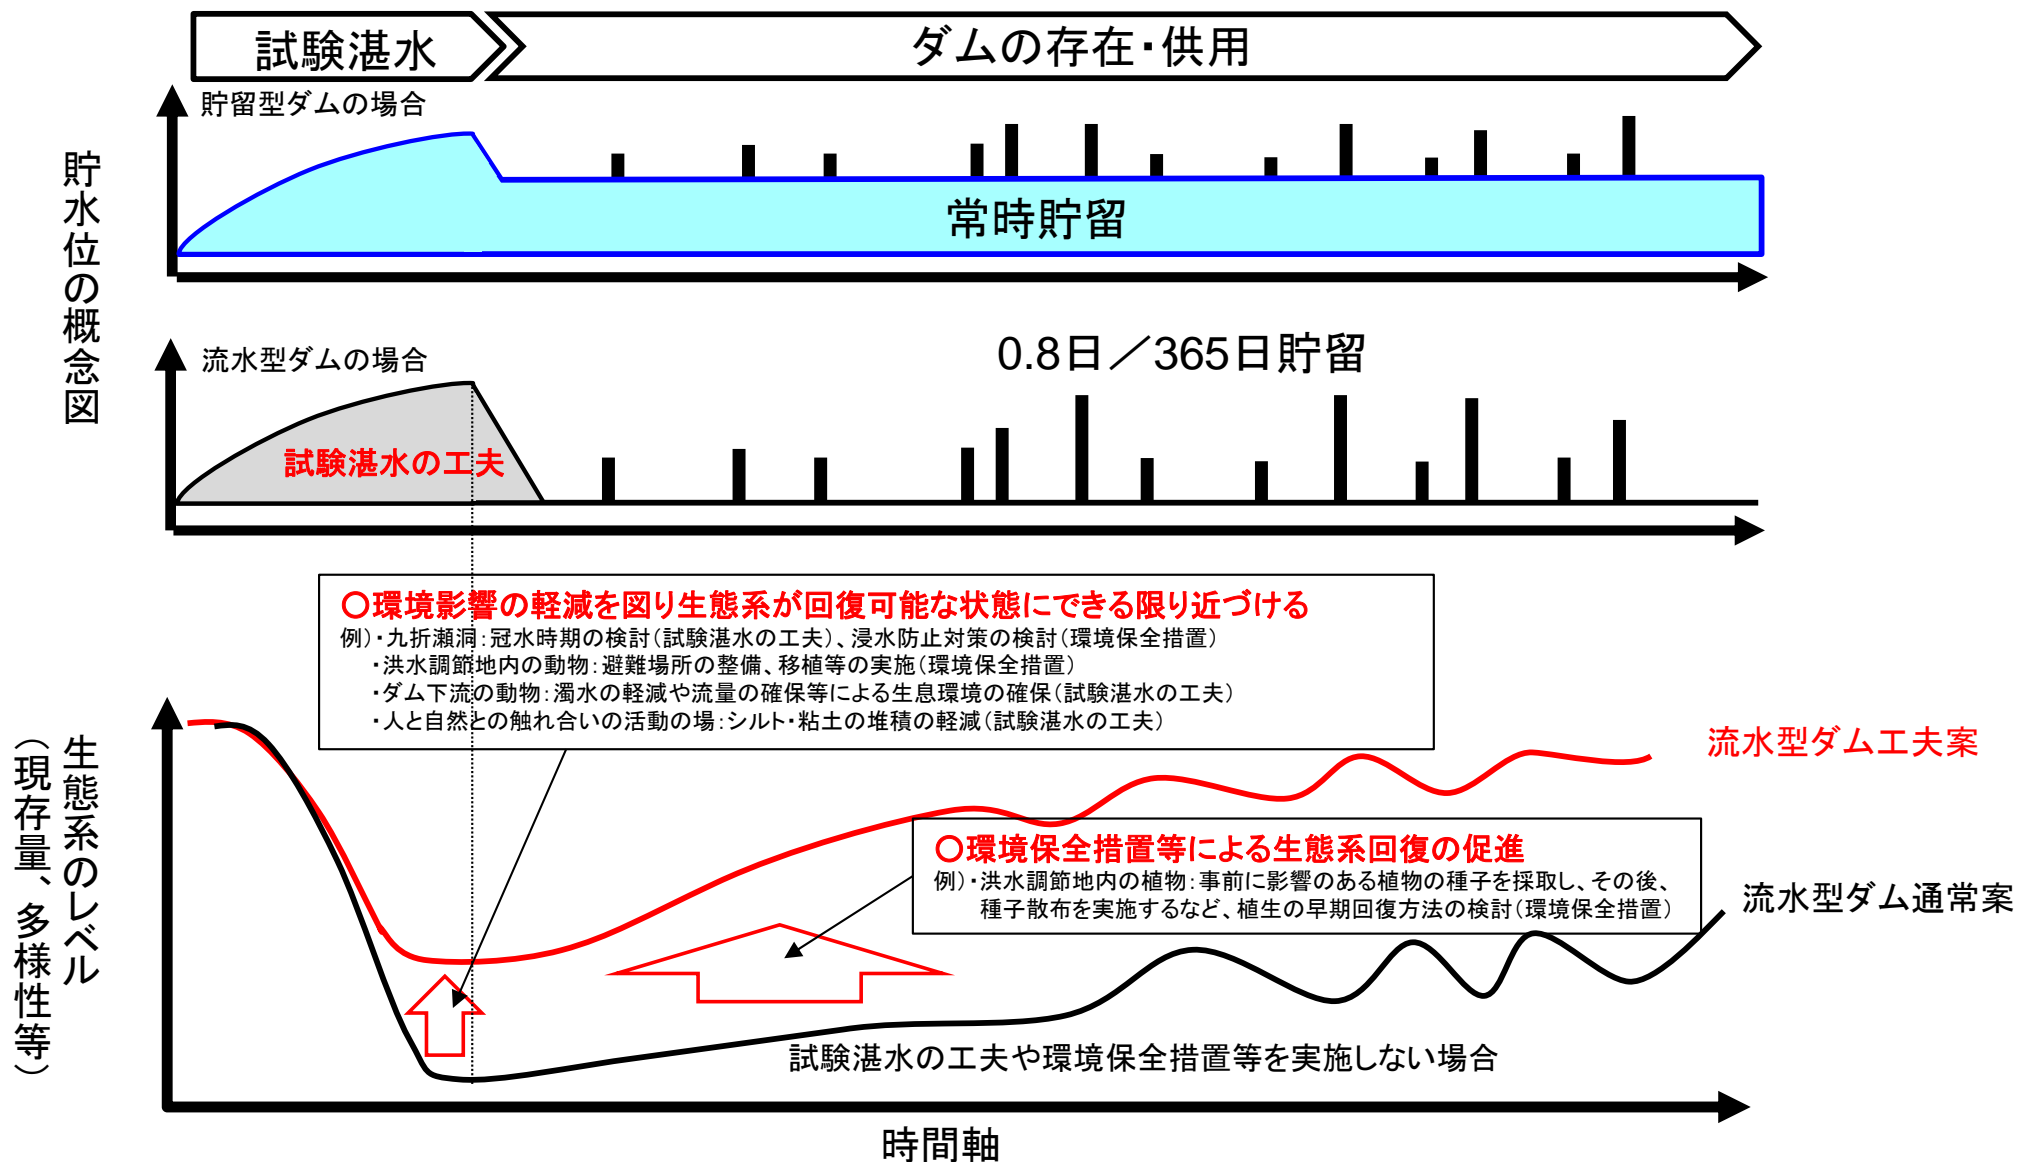 試験湛水
ダムの存在・供用
貯留型ダムの場合
常時貯留
貯水位の概念図
流水型ダムの場合
0.8日／365日貯留
試験湛水の工夫
〇環境影響の軽減を図り生態系が回復可能な状態にできる限り近づける
例）・九折瀬洞：冠水時期の検討（試験湛水の工夫）、浸水防止対策の検討（環境保全措置）
・洪水調節地内の動物：避難場所の整備、移植等の実施（環境保全措置）
・ダム下流の動物：濁水の軽減や流量の確保等による生息環境の確保（試験湛水の工夫）
・人と自然との触れ合いの活動の場：シルト・粘土の堆積の軽減（試験湛水の工夫）
生態系のレベル
（現存量、多様性等）
流水型ダム工夫案
〇環境保全措置等による生態系回復の促進
例）・洪水調節地内の植物：事前に影響のある植物の種子を採取し、その後、
種子散布を実施するなど、植生の早期回復方法の検討（環境保全措置）
流水型ダム通常案
試験湛水の工夫や環境保全措置等を実施しない場合
時間軸